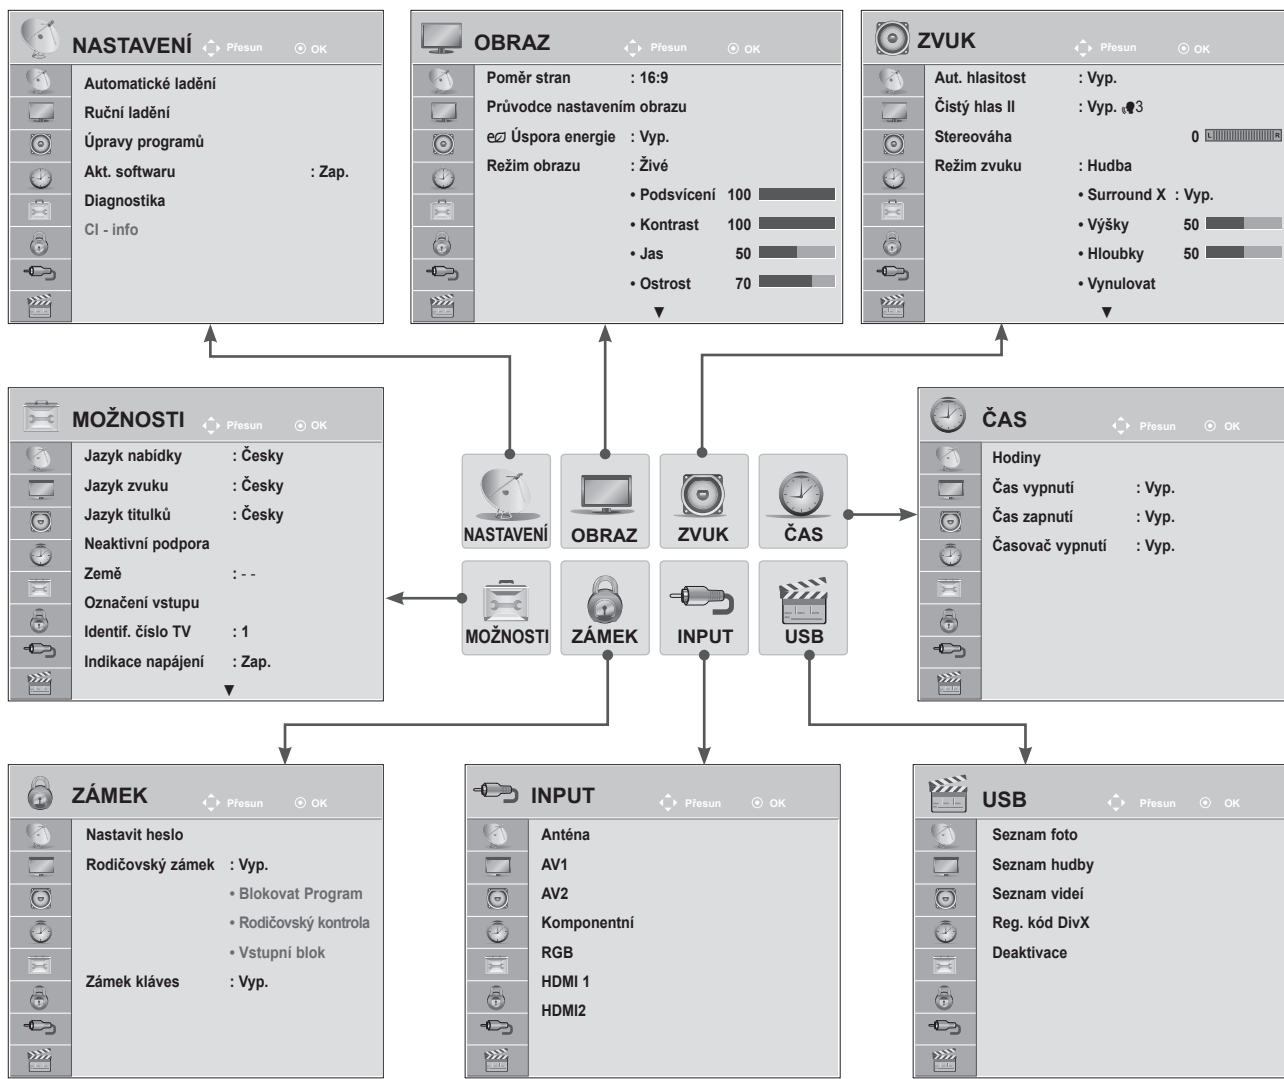 NASTAVENÍ Přesun OK
Automatické ladění
Ruční ladění
Úpravy programů
Akt. softwaru : Zap.
Diagnostika
CI - info
OBRAZ Přesun OK
Poměr stran : 16:9
Průvodce nastavením obrazu
Úspora energie : Vyp.
Režim obrazu : Živé
• Podsvícení 100
• Kontrast 100
• Jas 50
• Ostrost 70
▼
ZVUK Přesun OK
Aut. hlasitost : Vyp.
Čistý hlas II : Vyp. 3
Stereováha 0 L R
Režim zvuku : Hudba
• Surround X : Vyp.
• Výšky 50
• Hloubky 50
• Vynulovat
▼
MOŽNOSTI Přesun OK
Jazyk nabídky : Česky
Jazyk zvuku : Česky
Jazyk titulků : Česky
Neaktivní podpora
Země : - -
Označení vstupu
Identif. číslo TV : 1
Indikace napájení : Zap.
▼
NASTAVENÍ
OBRAZ
ZVUK
ČAS
MOŽNOSTI
ZÁMEK
INPUT
USB
ČAS Přesun OK
Hodiny
Čas vypnutí : Vyp.
Čas zapnutí : Vyp.
Časovač vypnutí : Vyp.
ZÁMEK Přesun OK
Nastavit heslo
Rodičovský zámek : Vyp.
• Blokovat Program
• Rodičovský kontrola
• Vstupní blok
Zámek kláves : Vyp.
INPUT Přesun OK
Anténa
AV1
AV2
Komponentní
RGB
HDMI 1
HDMI2
USB Přesun OK
Seznam foto
Seznam hudby
Seznam videí
Reg. kód DivX
Deaktivace